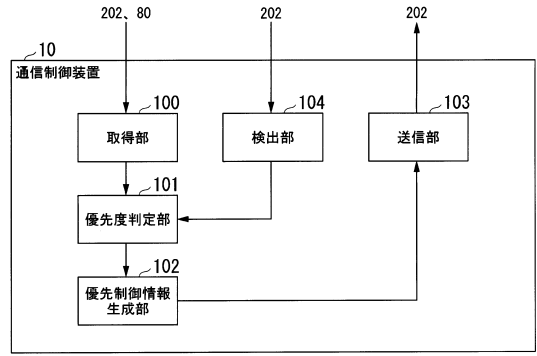 202、80
202
202
10
通信制御装置
100
104
103
取得部
検出部
送信部
101
優先度判定部
102
優先制御情報
生成部